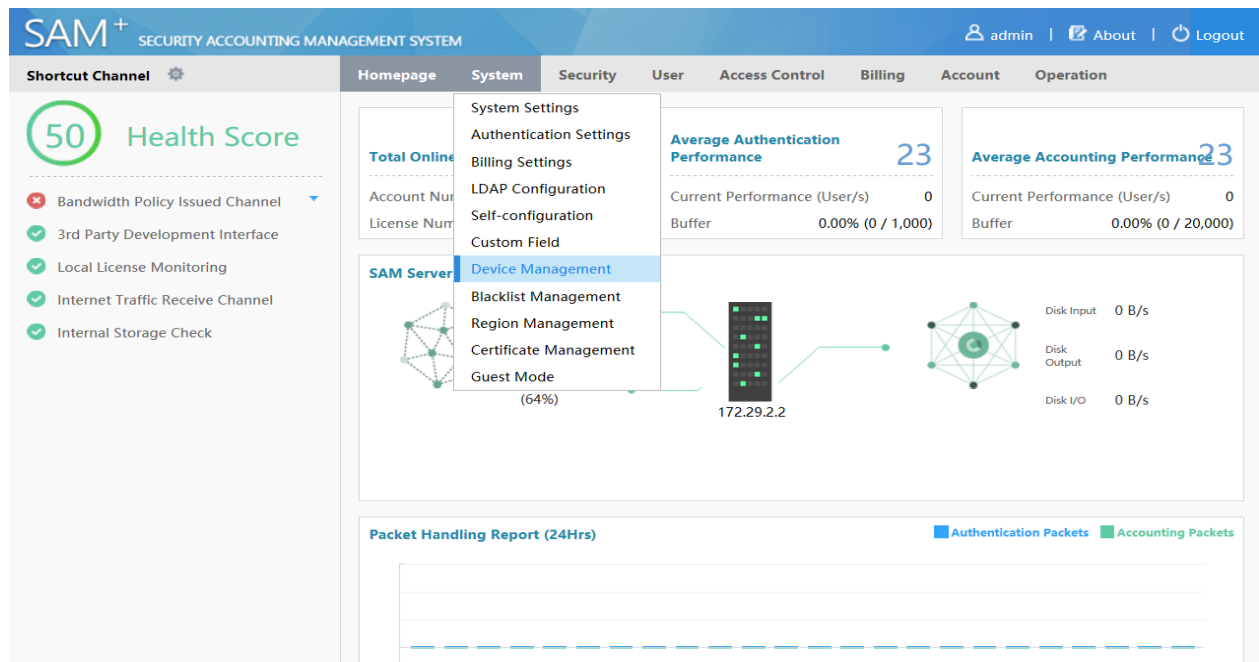 SAM+ SECURITY ACCOUNTING MANAGEMENT SYSTEM
admin | About | Logout
Shortcut Channel
Homepage System Security User Access Control Billing Account Operation
50 Health Score
Bandwidth Policy Issued Channel
3rd Party Development Interface
Local License Monitoring
Internet Traffic Receive Channel
Internal Storage Check
System Settings
Authentication Settings
Billing Settings
LDAP Configuration
Self-configuration
Custom Field
Device Management
Blacklist Management
Region Management
Certificate Management
Guest Mode
Total Online
Account Nur
License Num
Average Authentication
Performance 23
Current Performance (User/s) 0
Buffer 0.00% (0 / 1,000)
Average Accounting Performance 23
Current Performance (User/s) 0
Buffer 0.00% (0 / 20,000)
SAM Server
(64%)
172.29.2.2
Disk Input 0 B/s
Disk
Output 0 B/s
Disk I/O 0 B/s
Packet Handling Report (24Hrs)
Authentication Packets Accounting Packets